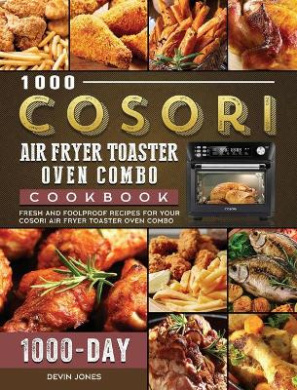 1000
COSORI
AIR FRYER TOASTER
OVEN COMBO
COOKBOOK
FRESH AND FOOLPROOF RECIPES FOR YOUR
COSORI AIR FRYER TOASTER OVEN COMBO
1000-DAY
DEVIN JONES